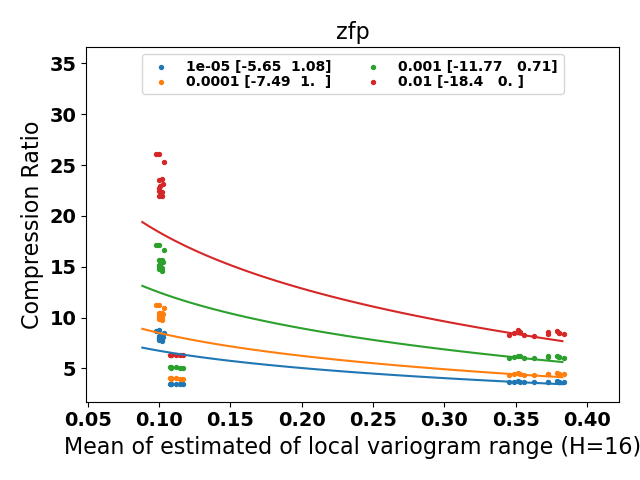 zfp
1e-05 [-5.65  1.08]
0.0001 [-7.49  1.  ]
0.001 [-11.77   0.71]
0.01 [-18.4   0. ]
Compression Ratio
35
30
25
20
15
10
5
0.05 0.10 0.15 0.20 0.25 0.30 0.35 0.40
Mean of estimated of local variogram range (H=16)